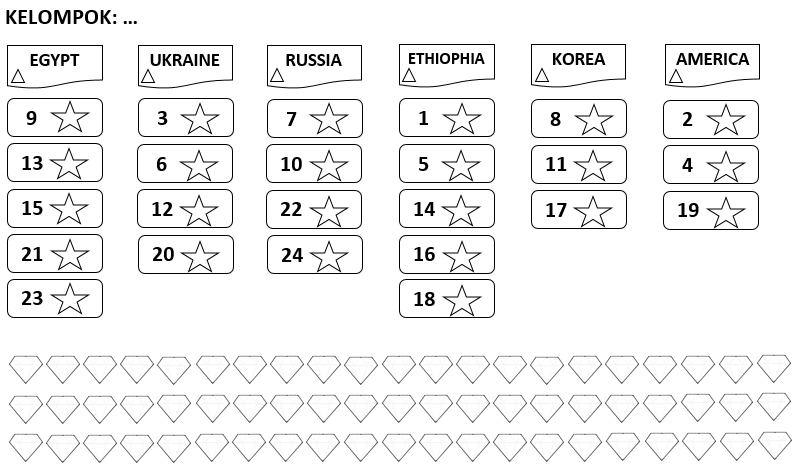 KELOMPOK: ...
EGYPT UKRAINE RUSSIA ETHIOPHIA KOREA AMERICA
9 3 7 1 8 2
13 6 10 5 11 4
15 12 22 14 17 19
21 20 24 16
23 18